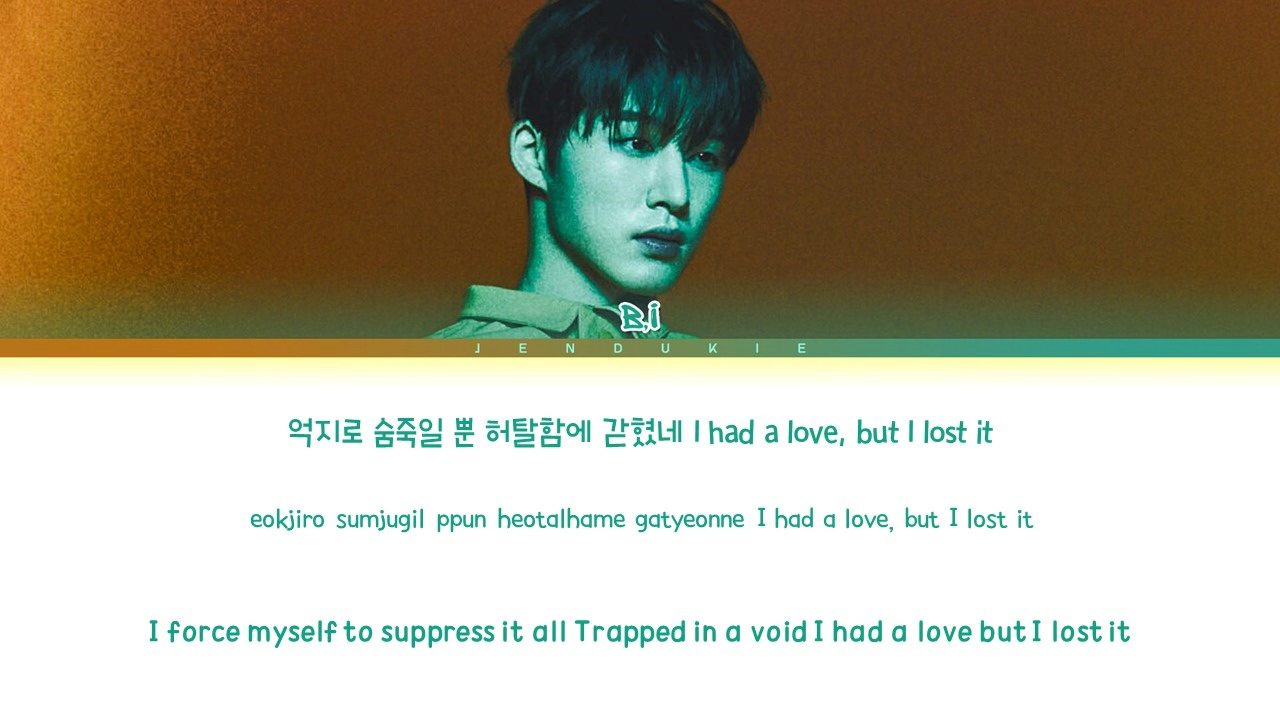 B.i
JENDUKIE
억지로 숨죽일 뿐 허탈함에 갇혔네 I had a love, but I lost it
eokjiro sumjugil ppun heotalhame gatyeonne I had a love, but I lost it
I force myself to suppress it all Trapped in a void I had a love but I lost it